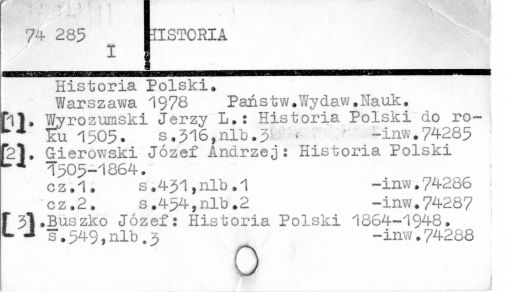 74 285
I
HISTORIA
Historia Polski.
Warszawa 1978 Państw.Wydaw.Nauk.
[1]. Wyrozumski Jerzy L.: Historia Polski do ro-
ku 1505. s.316,nlb.3 -inw.74285
[2]. Gierowski Józef Andrzej: Historia Polski
1505-1864.
cz.1. s.431,nlb.1 -inw.74286
cz.2. s.454,nlb.2 -inw.74287
[3].Buszko Józef: Historia Polski 1864-1948.
s.549,nlb.3 -inw.74288